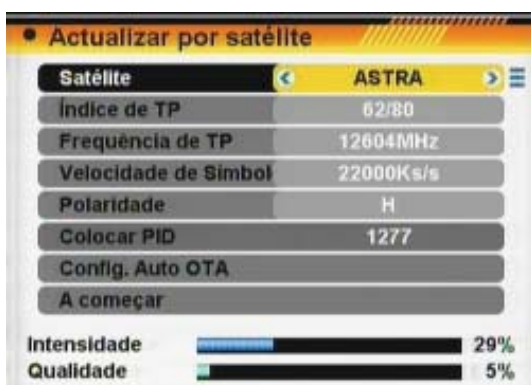 Actualizar por satélite
Satélite ASTRA
Índice de TP 62/80
Frequência de TP 12604MHz
Velocidade de Símbol 22000Ks/s
Polaridade H
Colocar PID 1277
Config. Auto OTA
A começar
Intensidade 29%
Qualidade 5%